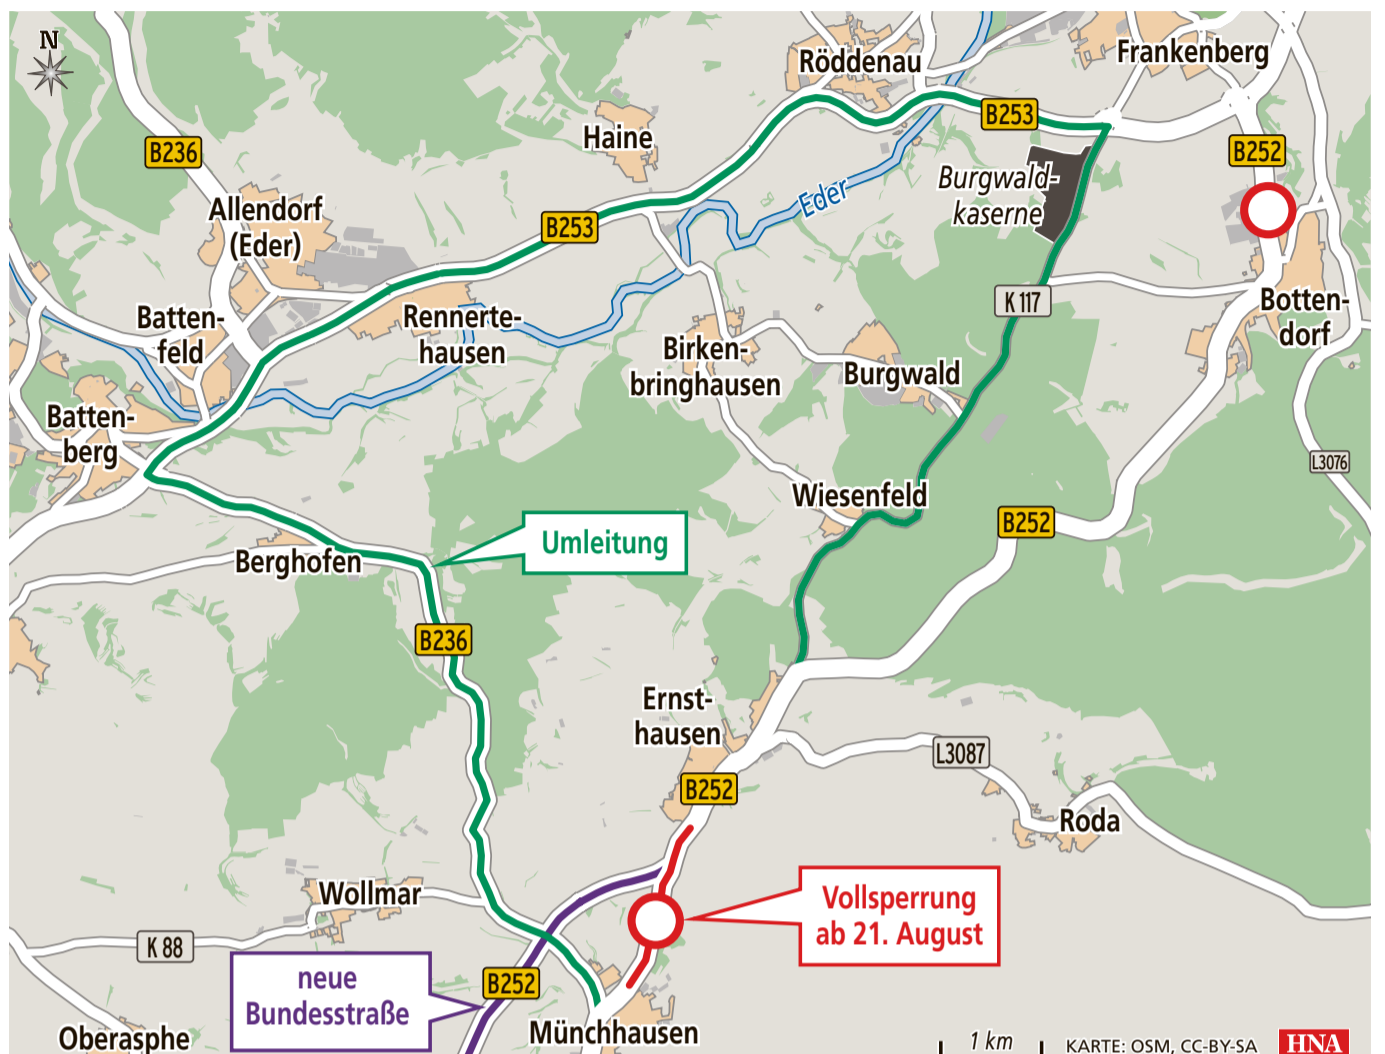 N
Röddenau
Frankenberg
B253
Haine
B236
B252
Burgwald-
kaserne
Eder
Allendorf
(Eder)
B253
K 117
Batten-
feld
Rennerte-
hausen
Botten-
dorf
Birken-
bringhausen
Burgwald
Batten-
berg
L3076
Wiesenfeld
B252
Umleitung
Berghofen
B236
Ernst-
hausen
L3087
B252
Roda
Wollmar
Vollsperrung
ab 21. August
K 88
neue
Bundesstraße
B252
Münchhausen
Oberasphe
1 km
KARTE: OSM, CC-BY-SA
HNA